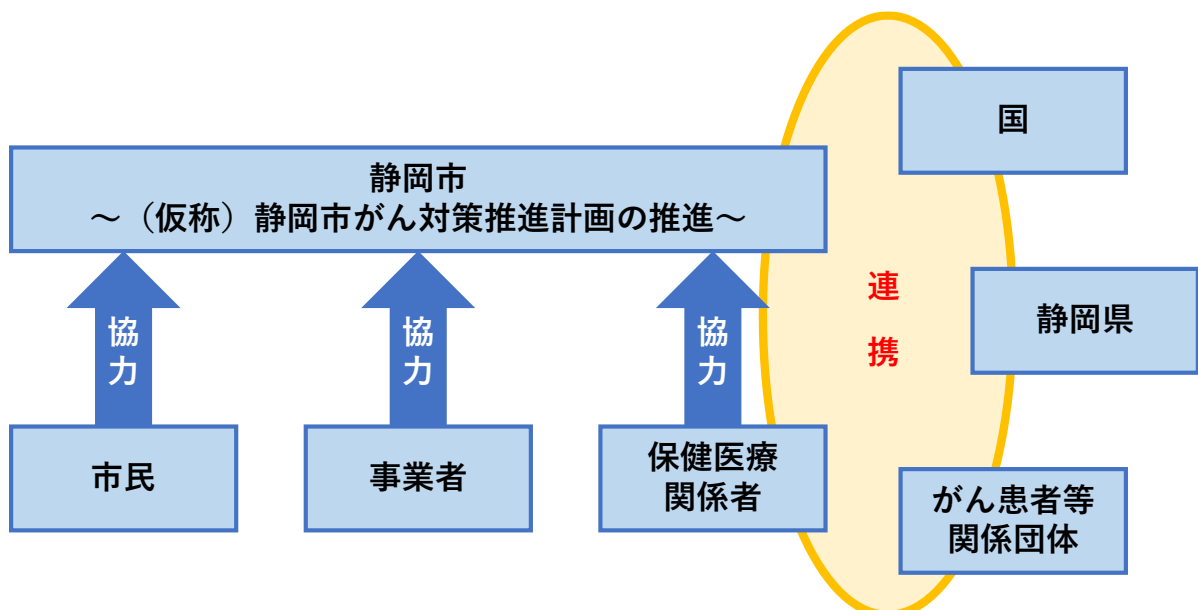 国
静岡市
～（仮称）静岡市がん対策推進計画の推進～
連
携
静岡県
協
力
協
力
協
力
市民
事業者
保健医療
関係者
がん患者等
関係団体